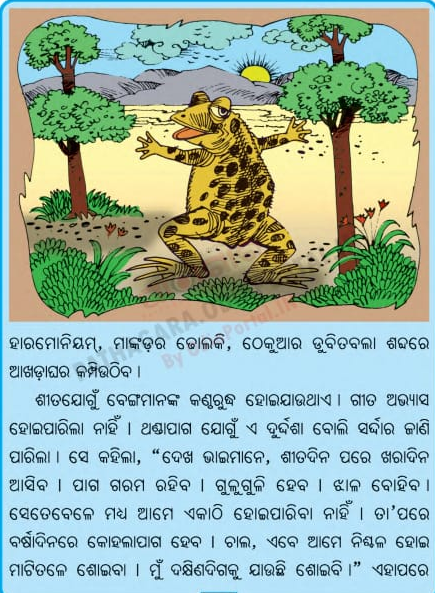 ହାରମୋନିୟମ୍, ମାଙ୍କଡ଼ର ଢୋଲକି, ଠେକୁଆର ଡୁବିତବଲା ଶବ୍ଦରେ
ଆଖଡ଼ାଘର କମ୍ପିଉଠିବ ।
ଶୀତଯୋଗୁଁ ବେଙ୍ଗମାନଙ୍କ କଣ୍ଠରୁଦ୍ଧ ହୋଇଯାଉଥାଏ । ଗୀତ ଅଭ୍ୟାସ
ହୋଇପାରିଲା ନାହିଁ । ଥଣ୍ଡାପାଗ ଯୋଗୁଁ ଏ ଦୁର୍ଦ୍ଦଶା ବୋଲି ସର୍ଦ୍ଦାର ଜାଣି
ପାରିଲା । ସେ କହିଲା, “ଦେଖ ଭାଇମାନେ, ଶୀତଦିନ ପରେ ଖରାଦିନ
ଆସିବ । ପାଗ ଗରମ ରହିବ । ଗୁଳୁଗୁଳି ହେବ । ଝାଳ ବୋହିବ ।
ସେତେବେଳେ ମଧ୍ୟ ଆମେ ଏକାଠି ହୋଇପାରିବା ନାହିଁ । ତା’ପରେ
ବର୍ଷାଦିନରେ କୋହଲାପାଗ ହେବ । ଚାଲ, ଏବେ ଆମେ ନିଶ୍ଚଳ ହୋଇ
ମାଟିତଳେ ଶୋଇବା । ମୁଁ ଦକ୍ଷିଣଦିଗକୁ ଯାଉଛି ଶୋଇବି ।” ଏହାପରେ